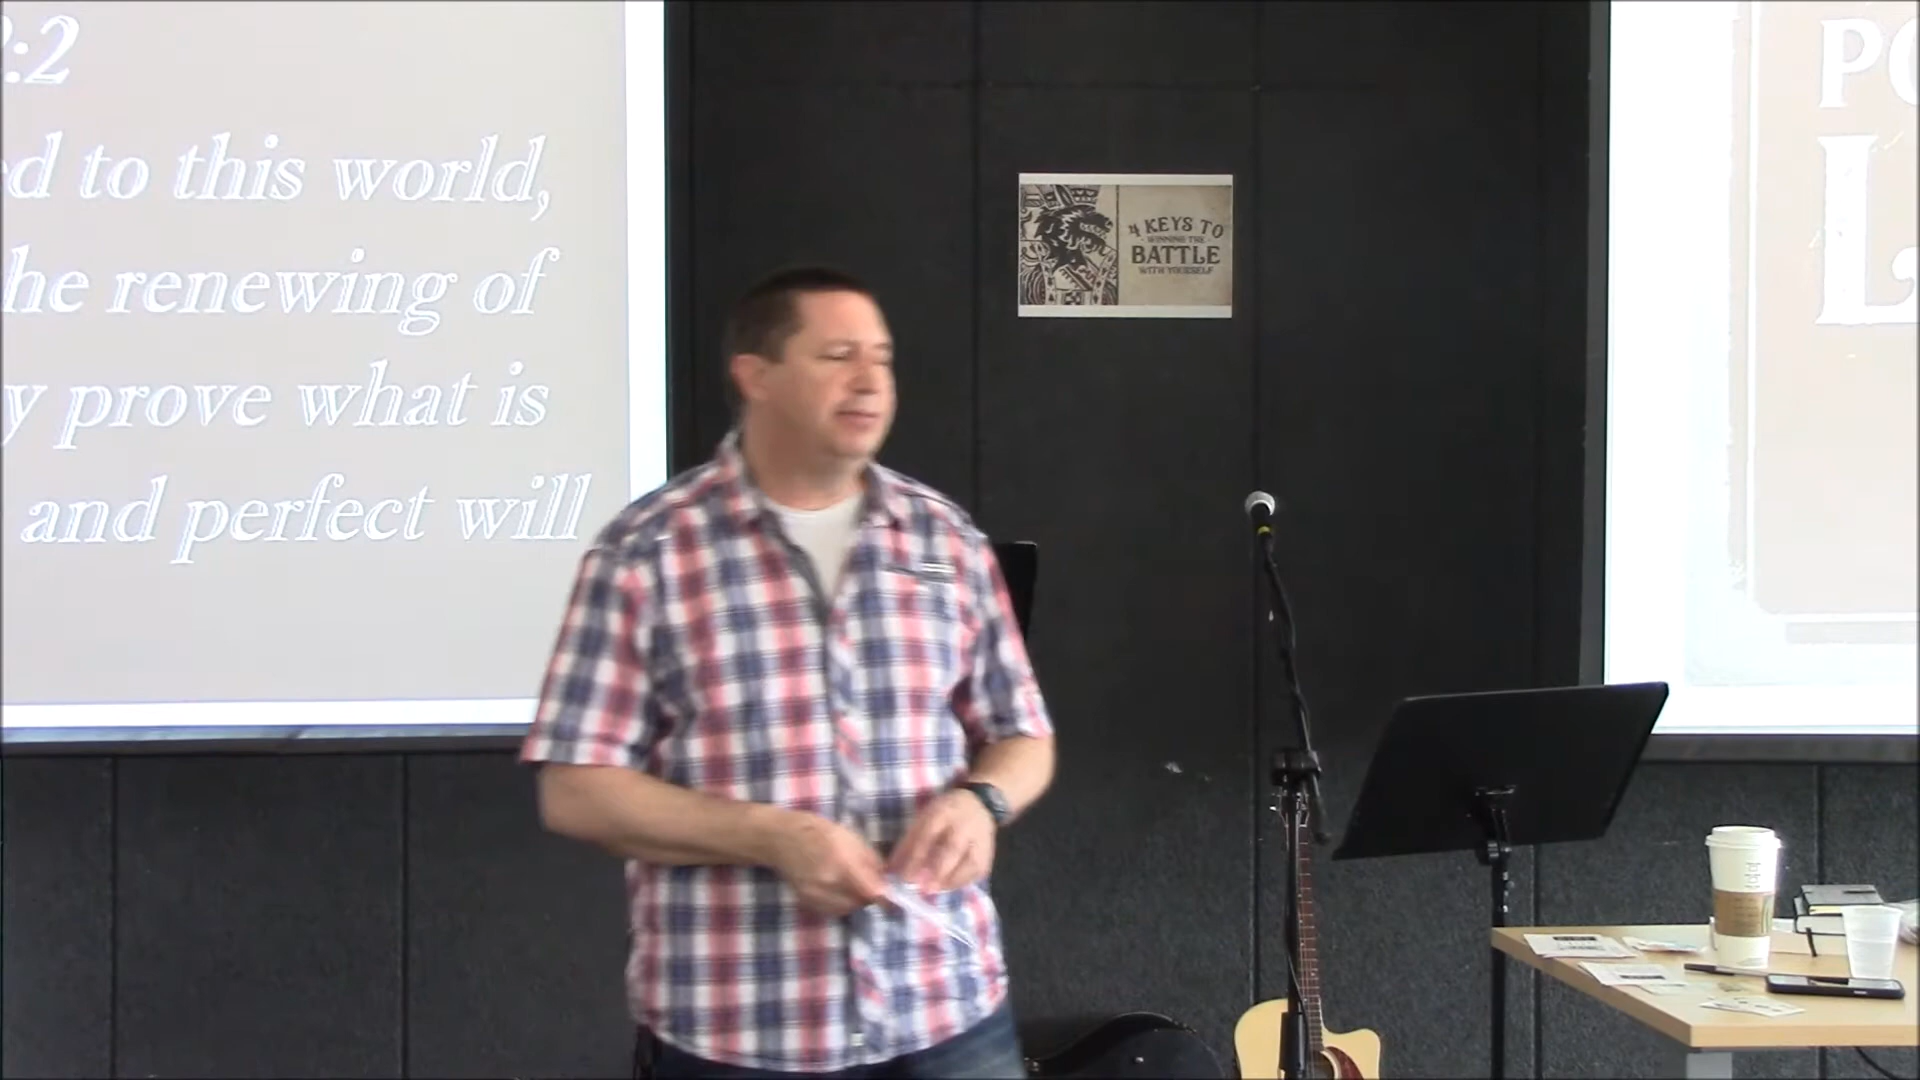 :2
ed to this world,
he renewing of
y prove what is
and perfect will
4 KEYS TO
WINNING THE
BATTLE
WITH YOURSELF
PO
L